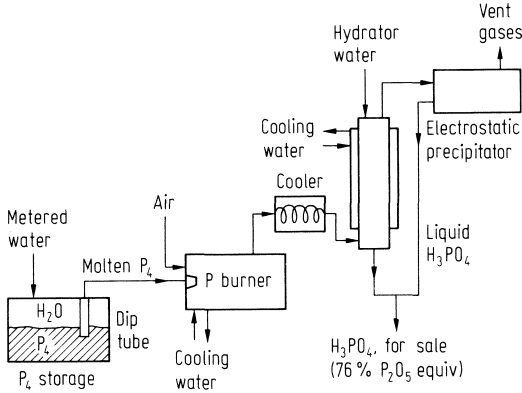 Vent
gases
Hydrator
water
Cooling
water
Electrostatic
precipitator
Cooler
Metered
water
Air
Molten P₄
P burner
Liquid
H₃PO₄
H₂O
P₄
Dip
tube
P₄ storage
Cooling
water
H₃PO₄, for sale
(76 % P₂O₅ equiv)